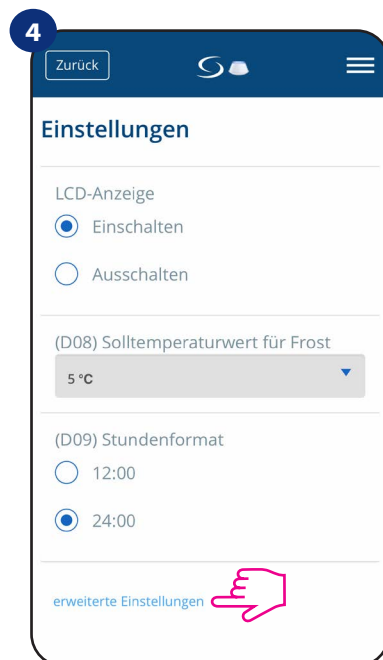 4
Zurück
Einstellungen
LCD-Anzeige
Einschalten
Ausschalten
(D08) Solltemperaturwert für Frost
5 °C
(D09) Stundenformat
12:00
24:00
erweiterte Einstellungen